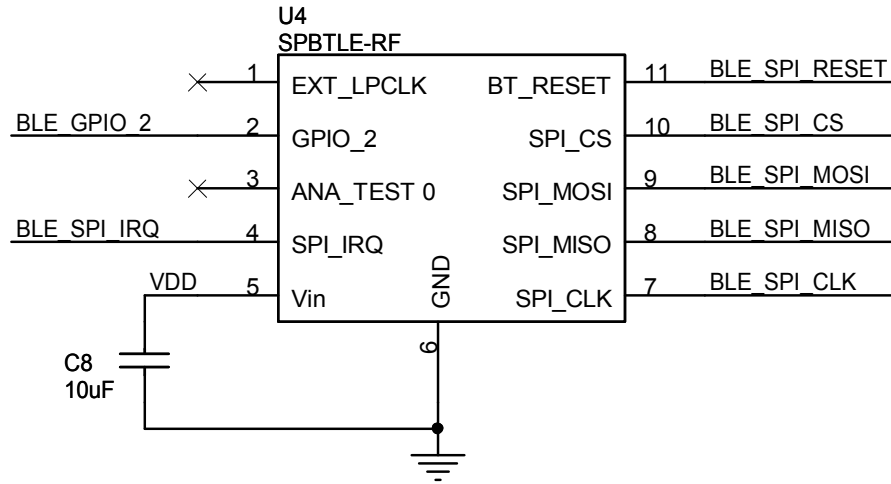 U4
SPBTLE-RF
1 EXT_LPCLK BT_RESET 11 BLE_SPI_RESET
BLE_GPIO_2 2 GPIO_2 SPI_CS 10 BLE_SPI_CS
3 ANA_TEST 0 SPI_MOSI 9 BLE_SPI_MOSI
BLE_SPI_IRQ 4 SPI_IRQ SPI_MISO 8 BLE_SPI_MISO
VDD 5 Vin GND SPI_CLK 7 BLE_SPI_CLK
6
C8
10uF